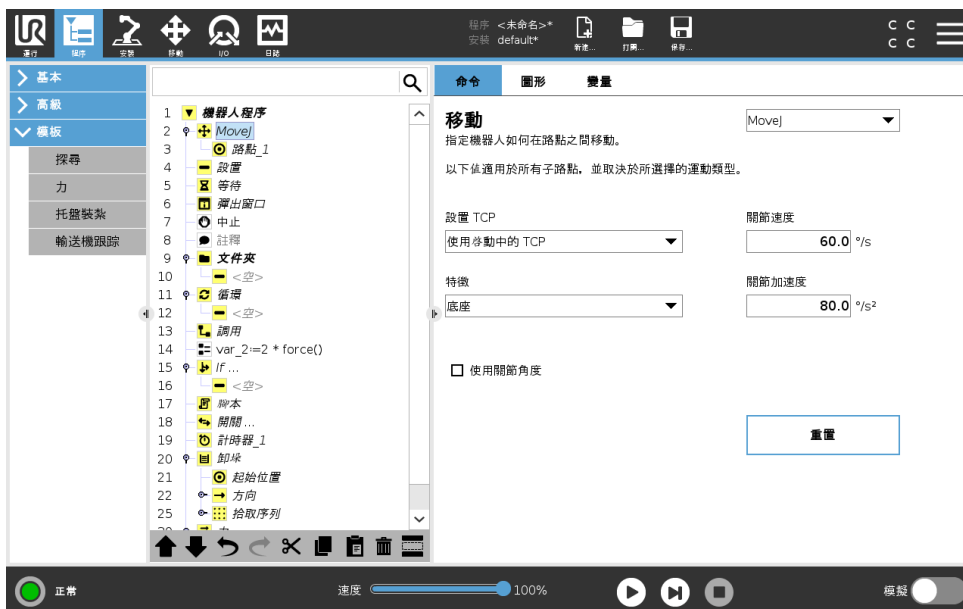 UR
運行
程序
安裝
移動
I/O
日誌
程序 <未命名>*
安裝 default*
新建...
打開...
保存...
C C
C C
基本
高級
模板
探尋
力
托盤裝紮
輸送機跟踪
1 機器人程序
2 MoveJ
3 路點_1
4 設置
5 等待
6 彈出窗口
7 中止
8 註釋
9 文件夾
10 <空>
11 循環
12 <空>
13 調用
14 var_2:=2 * force()
15 If ...
16 <空>
17 腳本
18 開關 ...
19 計時器_1
20 卸垛
21 起始位置
22 方向
25 拾取序列
命令 圖形 變量
移動
MoveJ
指定機器人如何在路點之間移動。
以下值適用於所有子路點，並取決於所選擇的運動類型。
設置 TCP
使用啓動中的 TCP
特徵
底座
關節速度
60.0 °/s
關節加速度
80.0 °/s²
使用關節角度
重置
正常
速度
100%
模擬